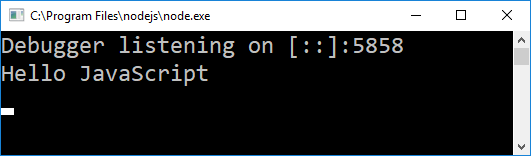 C:\Program Files\nodejs\node.exe
Debugger listening on [::]:5858
Hello JavaScript